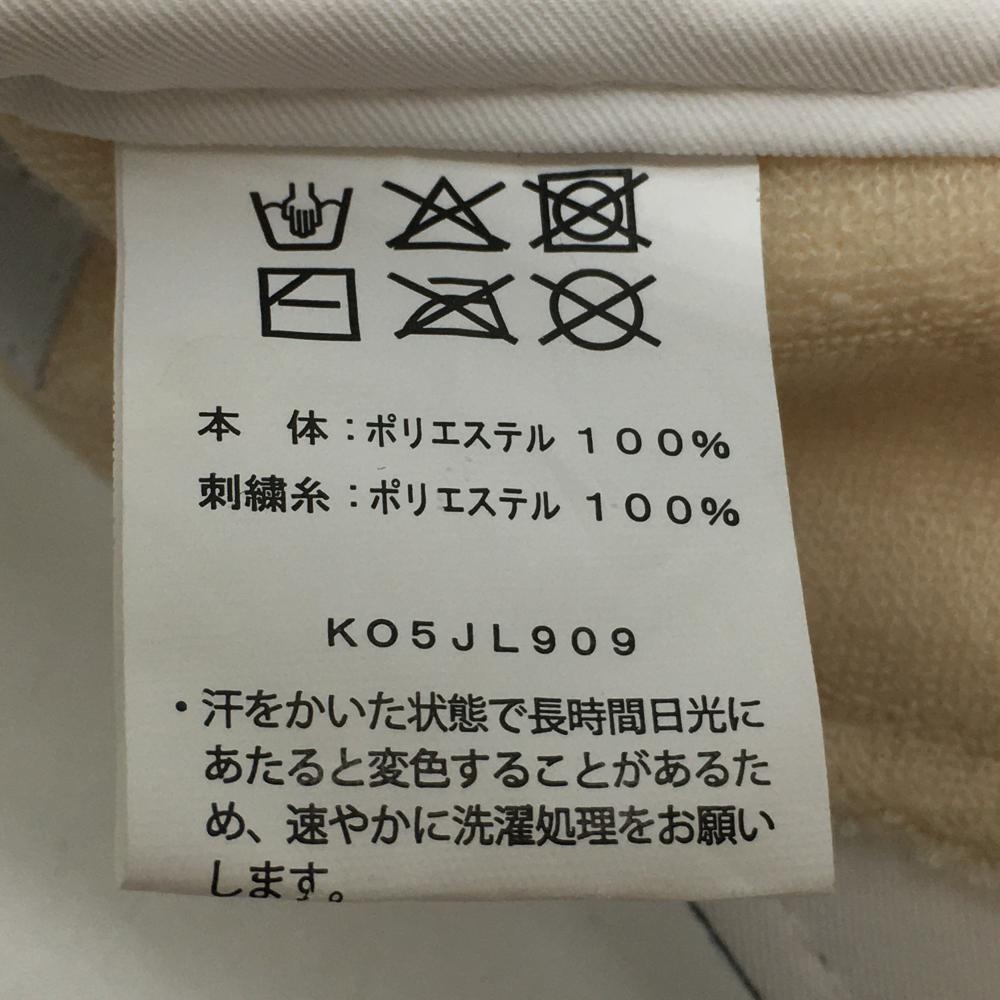 本 体:ポリエステル 100%
刺繍糸:ポリエステル 100%
KO5JL909
・汗をかいた状態で長時間日光に
あたると変色することがあるた
め、速やかに洗濯処理をお願い
します。